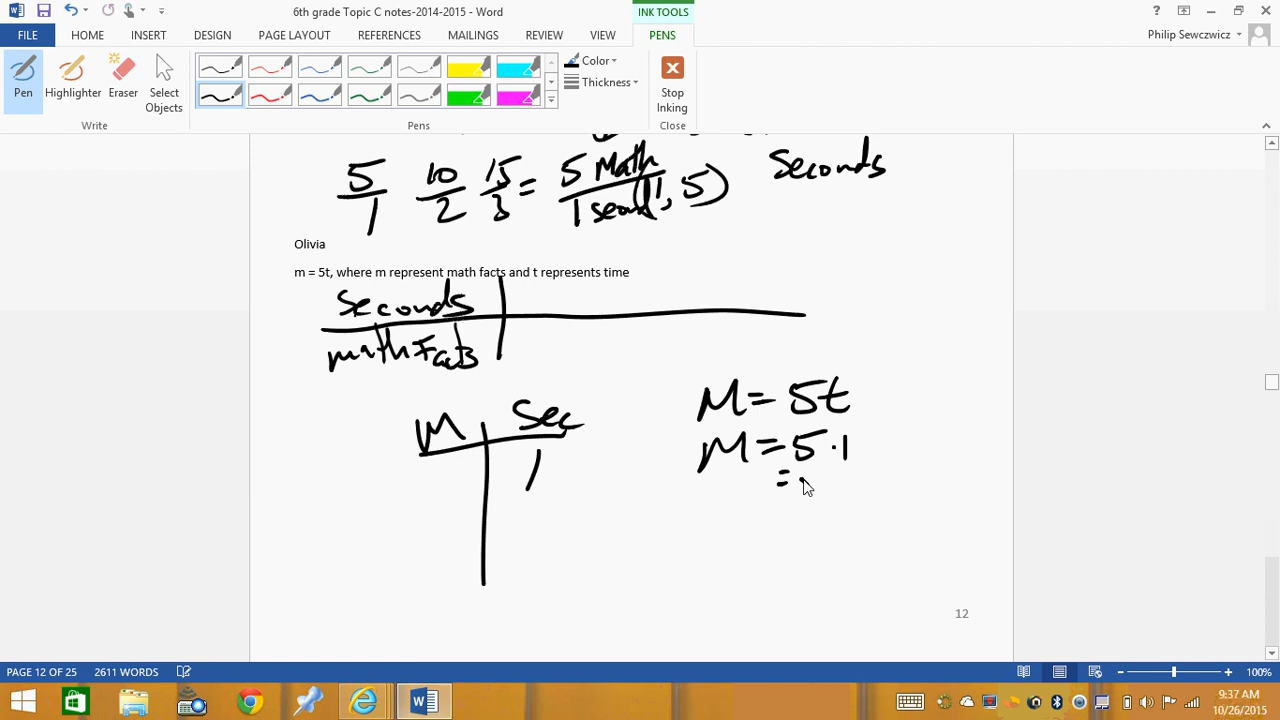 6th grade Topic C notes-2014-2015 - Word
INK TOOLS
FILE HOME INSERT DESIGN PAGE LAYOUT REFERENCES MAILINGS REVIEW VIEW PENS
Philip Sewczwicz
Pen Highlighter Eraser Select Objects
Color
Thickness
Stop Inking
Write Pens Close
5/1 10/2 15/3 = 5 Math/1 second (1, 5) Seconds
Olivia
m = 5t, where m represent math facts and t represents time
Seconds
math Facts
M Sec
1
M = 5t
M = 5 · 1
=
12
PAGE 12 OF 25 2611 WORDS
100%
9:37 AM
10/26/2015